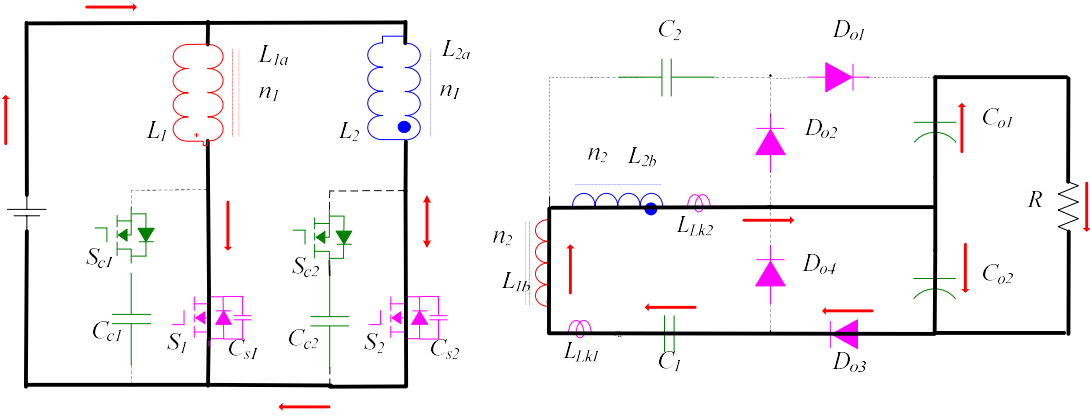 L1a
n1
L1
L2a
n1
L2
Sc1
Sc2
Cc1
S1
Cs1
Cc2
S2
Cs2
C2
Do1
Do2
Co1
n2
L2b
LLk2
n2
L1b
R
Do4
Co2
LLk1
C1
Do3